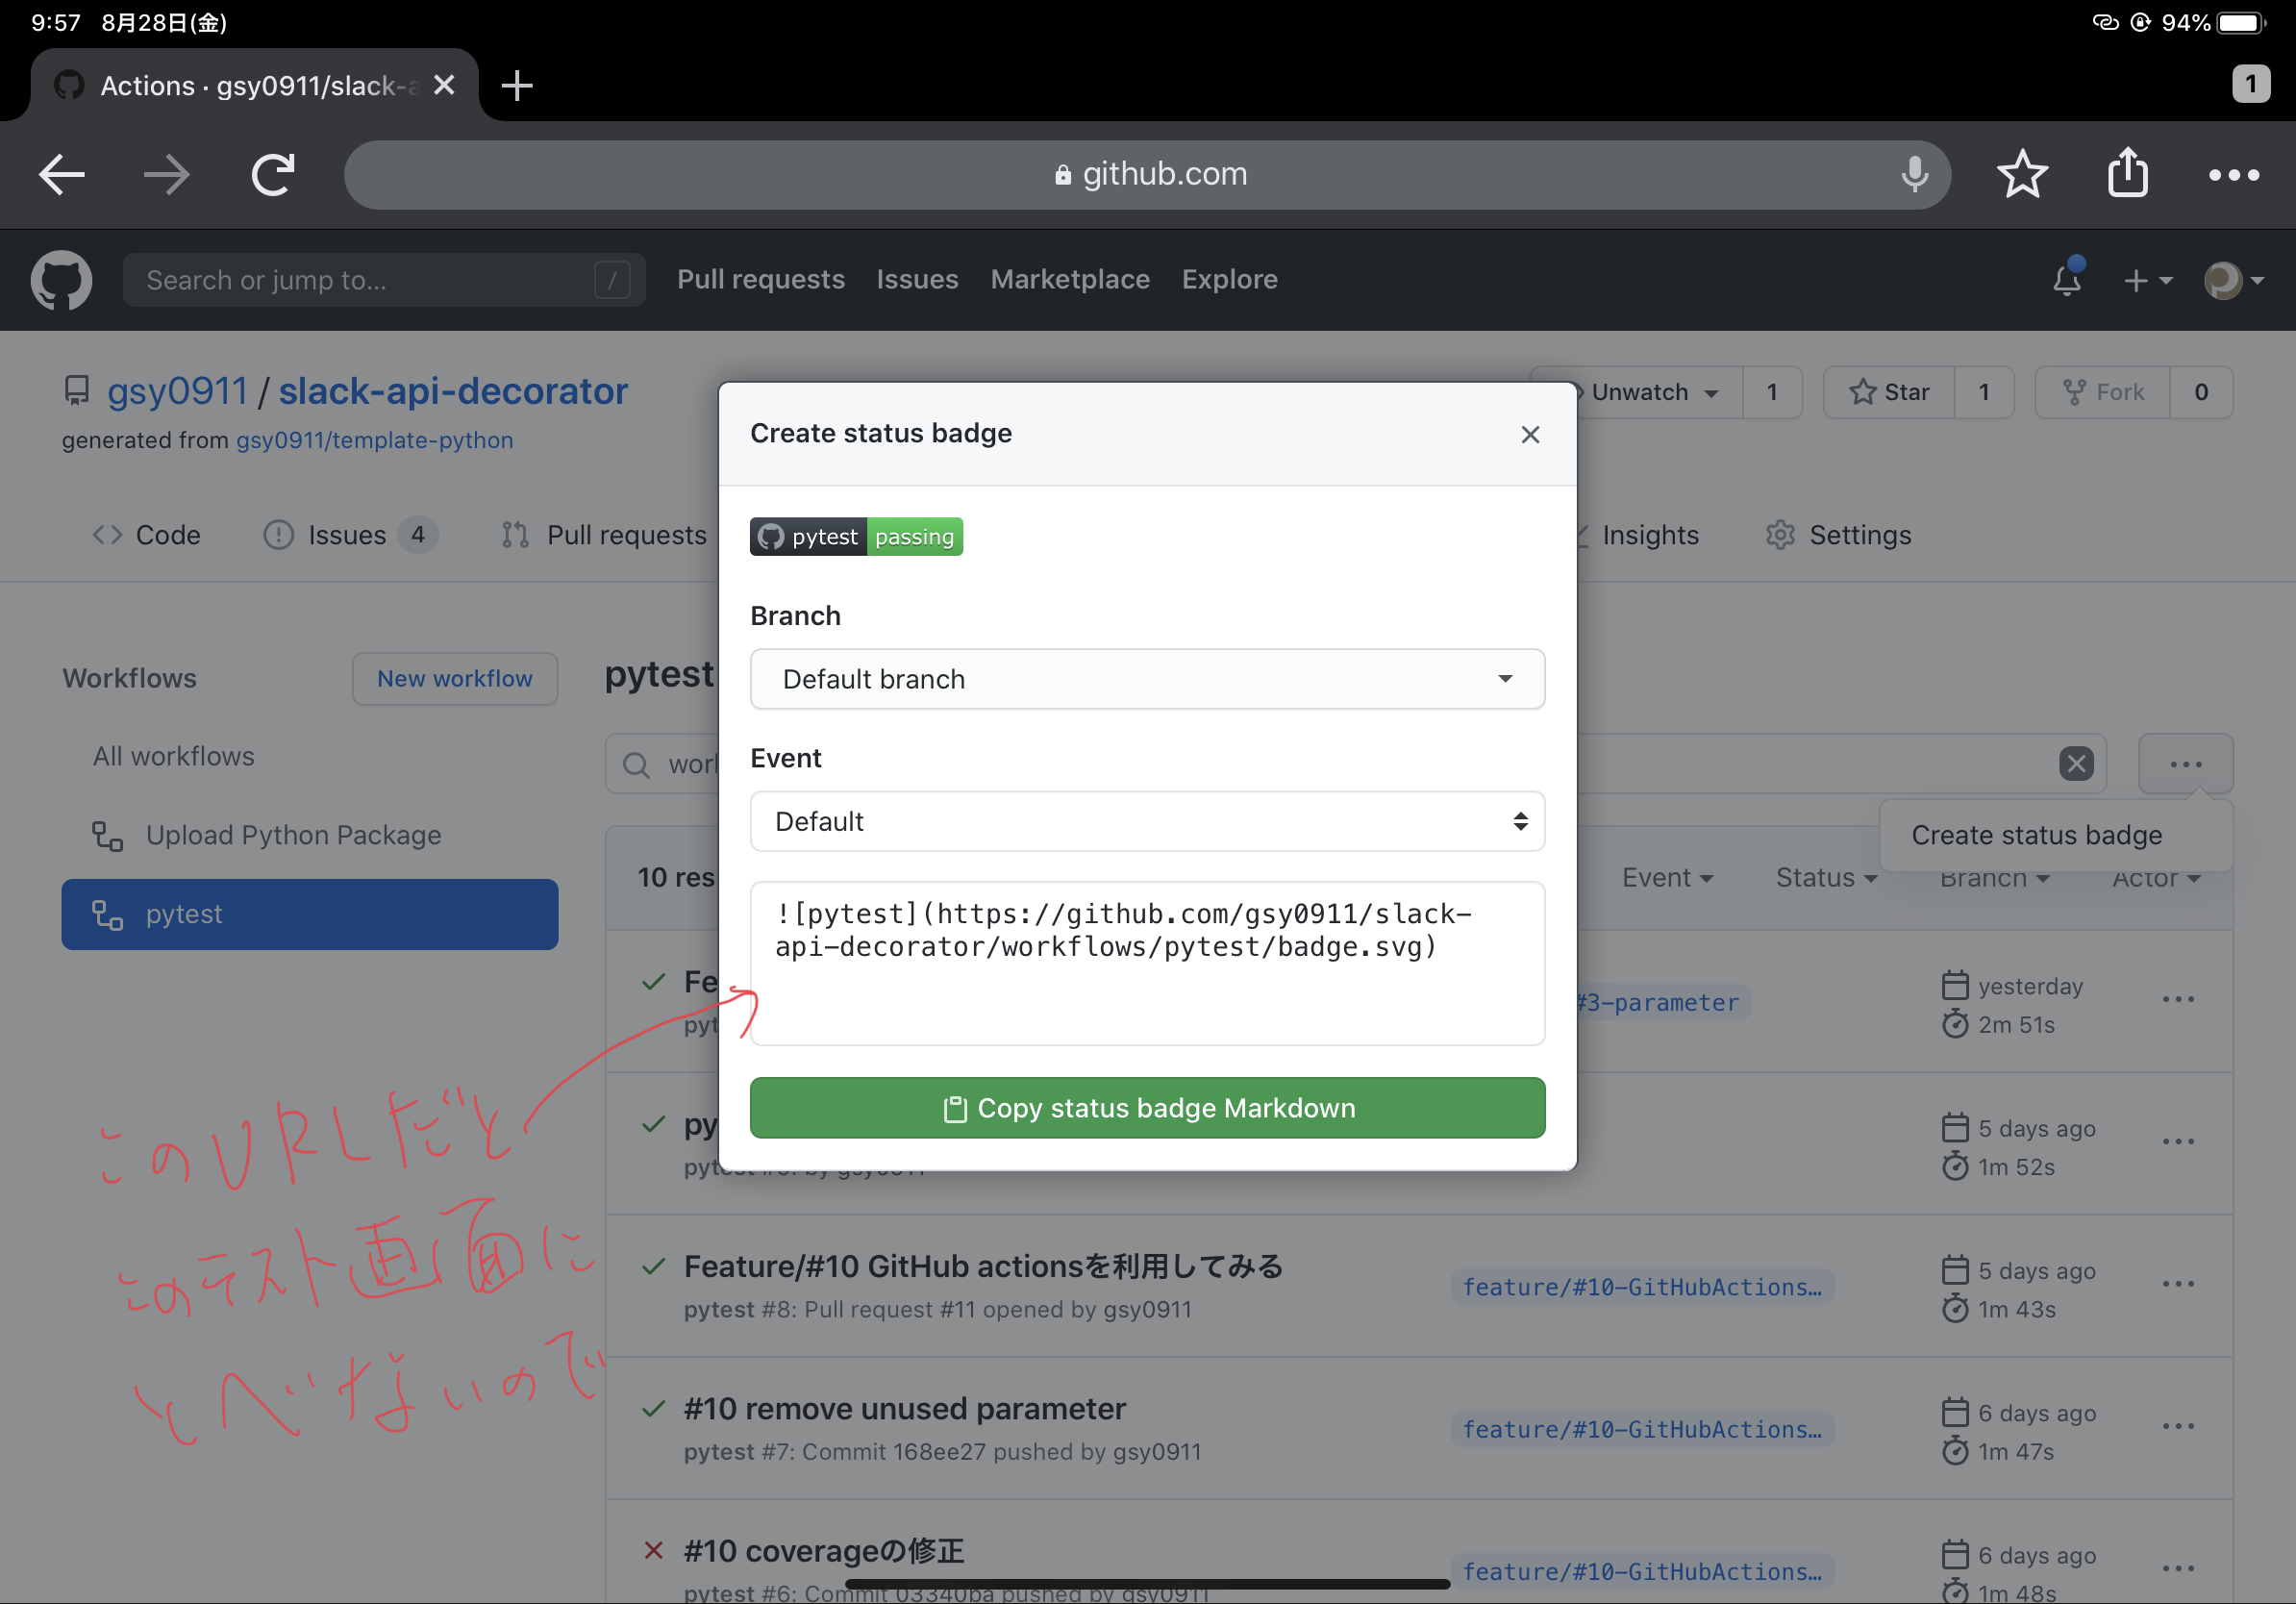 9:57 8月28日(金)
94%
Actions · gsy0911/slack-a
1
github.com
Search or jump to...
/
Pull requests Issues Marketplace Explore
gsy0911 / slack-api-decorator
generated from gsy0911/template-python
Unwatch 1
Star 1
Fork 0
Code Issues 4 Pull requests
Insights Settings
Create status badge
pytest passing
Branch
Default branch
Event
Default
![pytest](https://github.com/gsy0911/slack-
api-decorator/workflows/pytest/badge.svg)
Copy status badge Markdown
Workflows New workflow
All workflows
Upload Python Package
pytest
pytest
Create status badge
10 res
Event Status Branch Actor
#3-parameter
yesterday
2m 51s
5 days ago
1m 52s
Feature/#10 GitHub actionsを利用してみる
pytest #8: Pull request #11 opened by gsy0911
feature/#10-GitHubActions…
5 days ago
1m 43s
#10 remove unused parameter
pytest #7: Commit 168ee27 pushed by gsy0911
feature/#10-GitHubActions…
6 days ago
1m 47s
#10 coverageの修正
pytest #6: Commit 03340ba pushed by gsy0911
feature/#10-GitHubActions…
6 days ago
1m 48s
このURLだと
このテスト画面に
とべないので